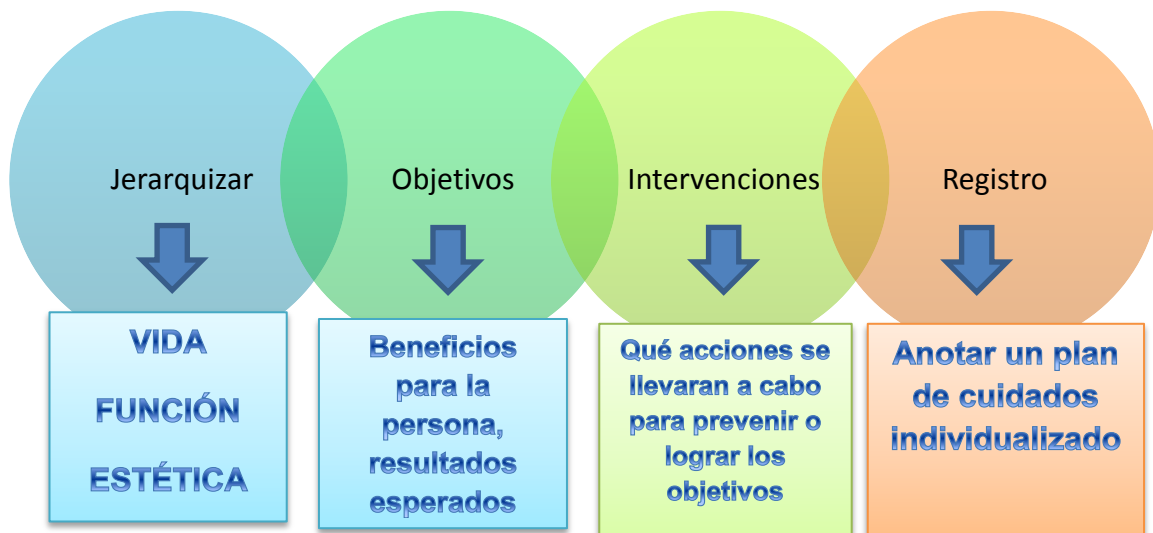 Jerarquizar
Objetivos
Intervenciones
Registro
VIDA
FUNCIÓN
ESTÉTICA
Beneficios
para la
persona,
resultados
esperados
Qué acciones se
llevaran a cabo
para prevenir o
lograr los
objetivos
Anotar un plan
de cuidados
individualizado